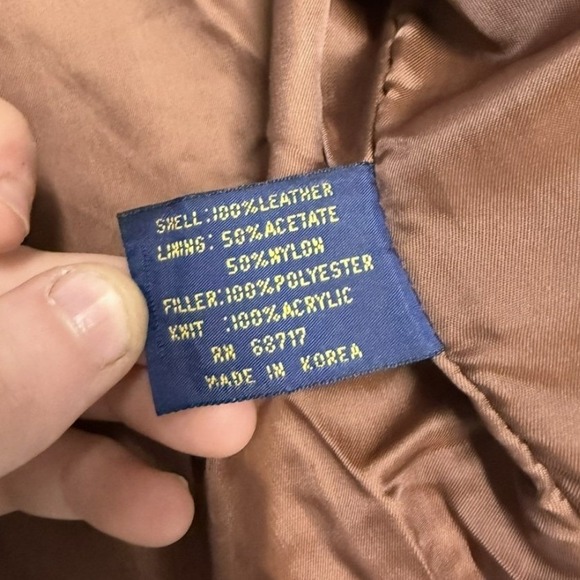 SHELL:100%LEATHER
LINING: 50%ACETATE
50%NYLON
FILLER:100%POLYESTER
KNIT :100%ACRYLIC
RN 68717
MADE IN KOREA